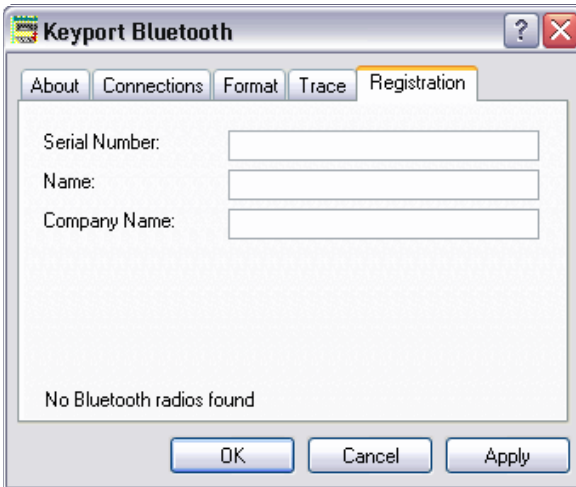 Keyport Bluetooth
About Connections Format Trace Registration
Serial Number:
Name:
Company Name:
No Bluetooth radios found
OK Cancel Apply